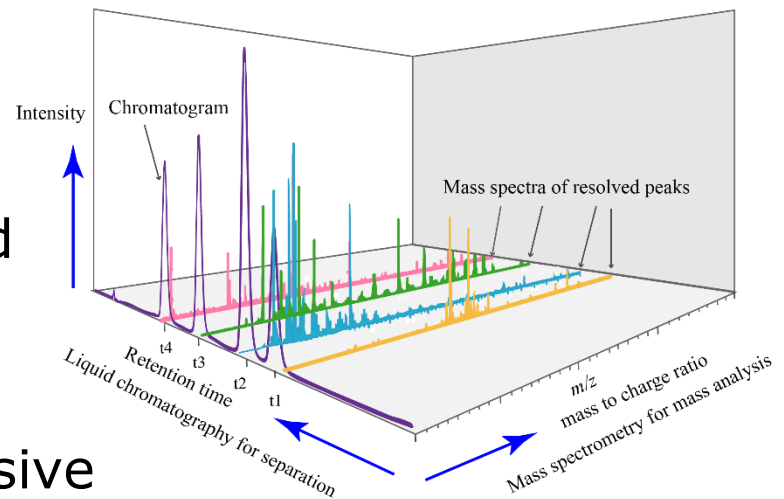 Intensity
Chromatogram
Mass spectra of resolved peaks
d
t4
t3
t2
t1
Retention time
Liquid chromatography for separation
m/z
mass to charge ratio
Mass spectrometry for mass analysis
sive